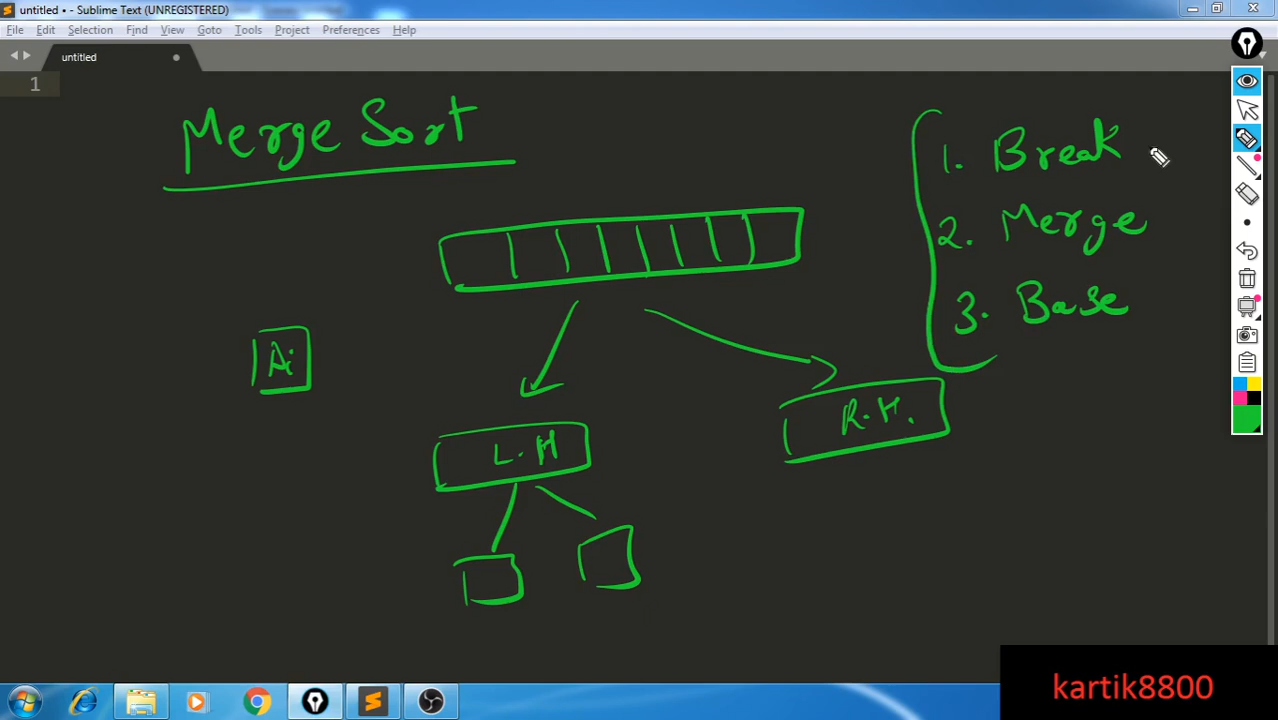 untitled • - Sublime Text (UNREGISTERED)
File Edit Selection Find View Goto Tools Project Preferences Help
untitled
1
Merge Sort
1. Break
2. Merge
3. Base
Ai
L.H
R.H.
kartik8800